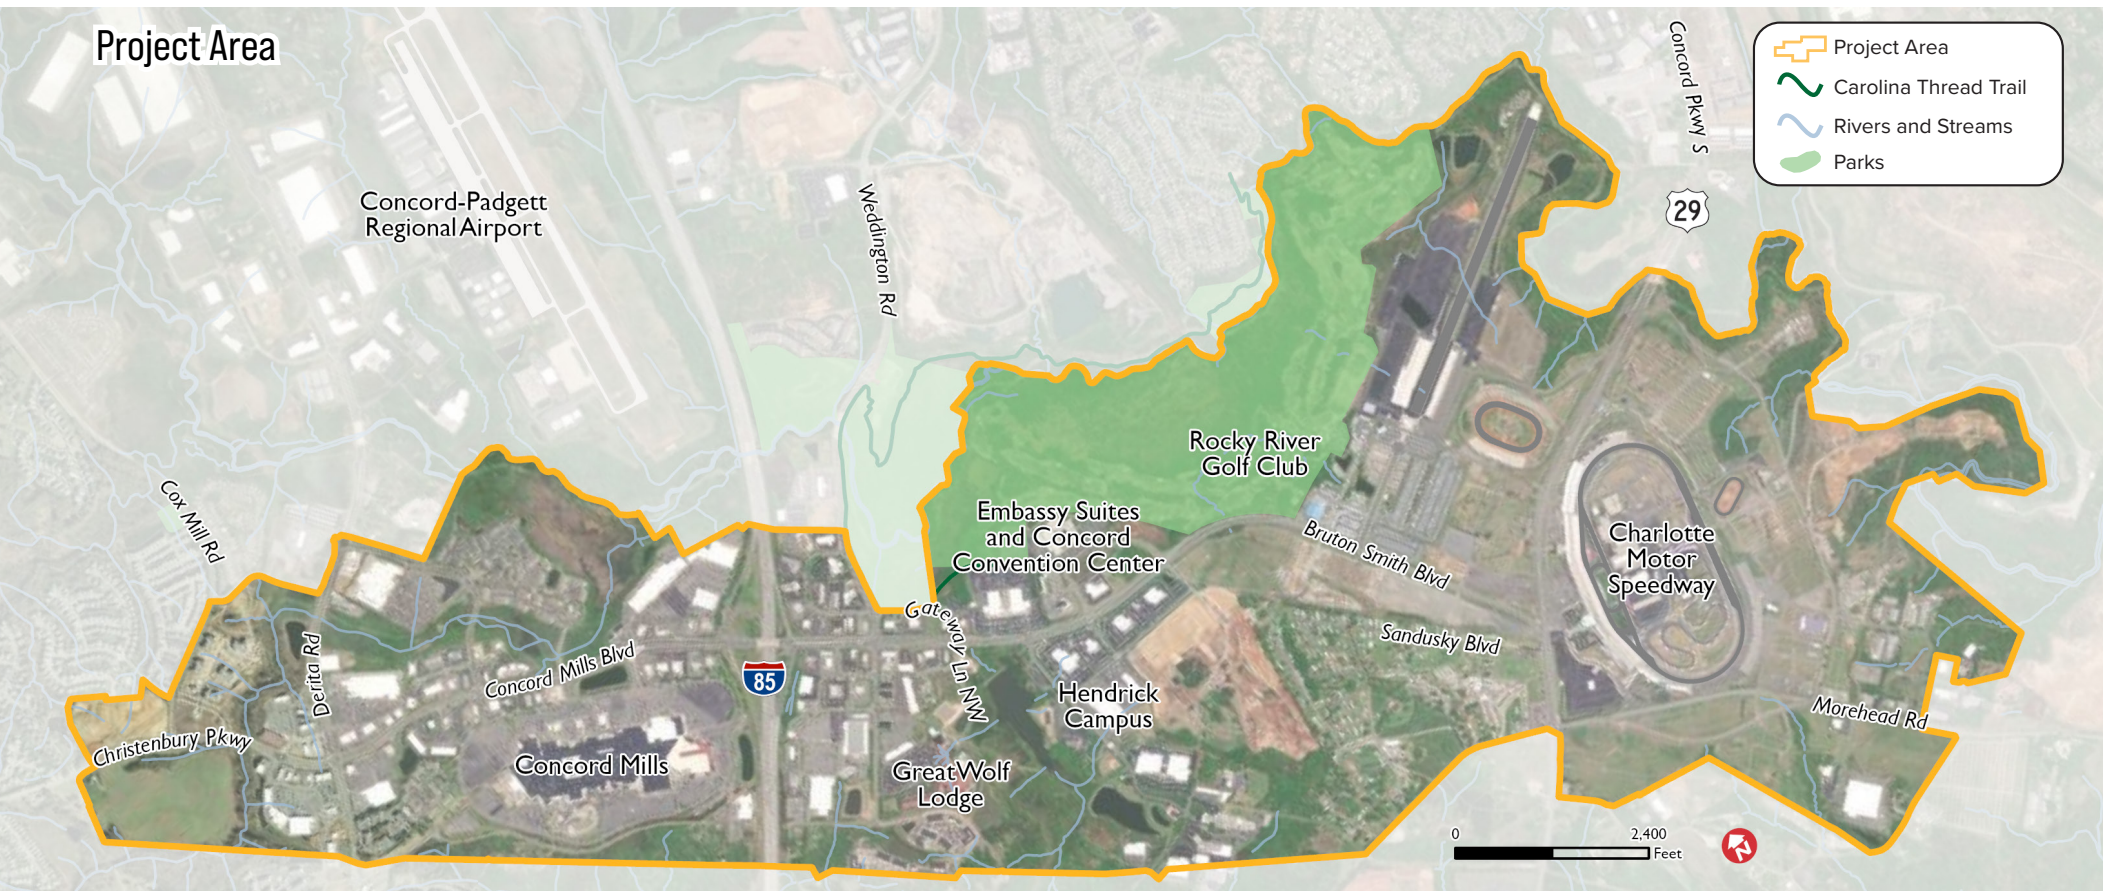 Project Area
Project Area
Carolina Thread Trail
Rivers and Streams
Parks
Concord Pkwy S
29
Concord-Padgett
Regional Airport
Weddington Rd
Rocky River
Golf Club
Cox Mill Rd
Embassy Suites
and Concord
Convention Center
Bruton Smith Blvd
Charlotte
Motor
Speedway
Gateway Ln NW
Sandusky Blvd
Derita Rd
Concord Mills Blvd
85
Hendrick
Campus
Morehead Rd
Christenbury Pkwy
Concord Mills
Great Wolf
Lodge
0
2,400
Feet